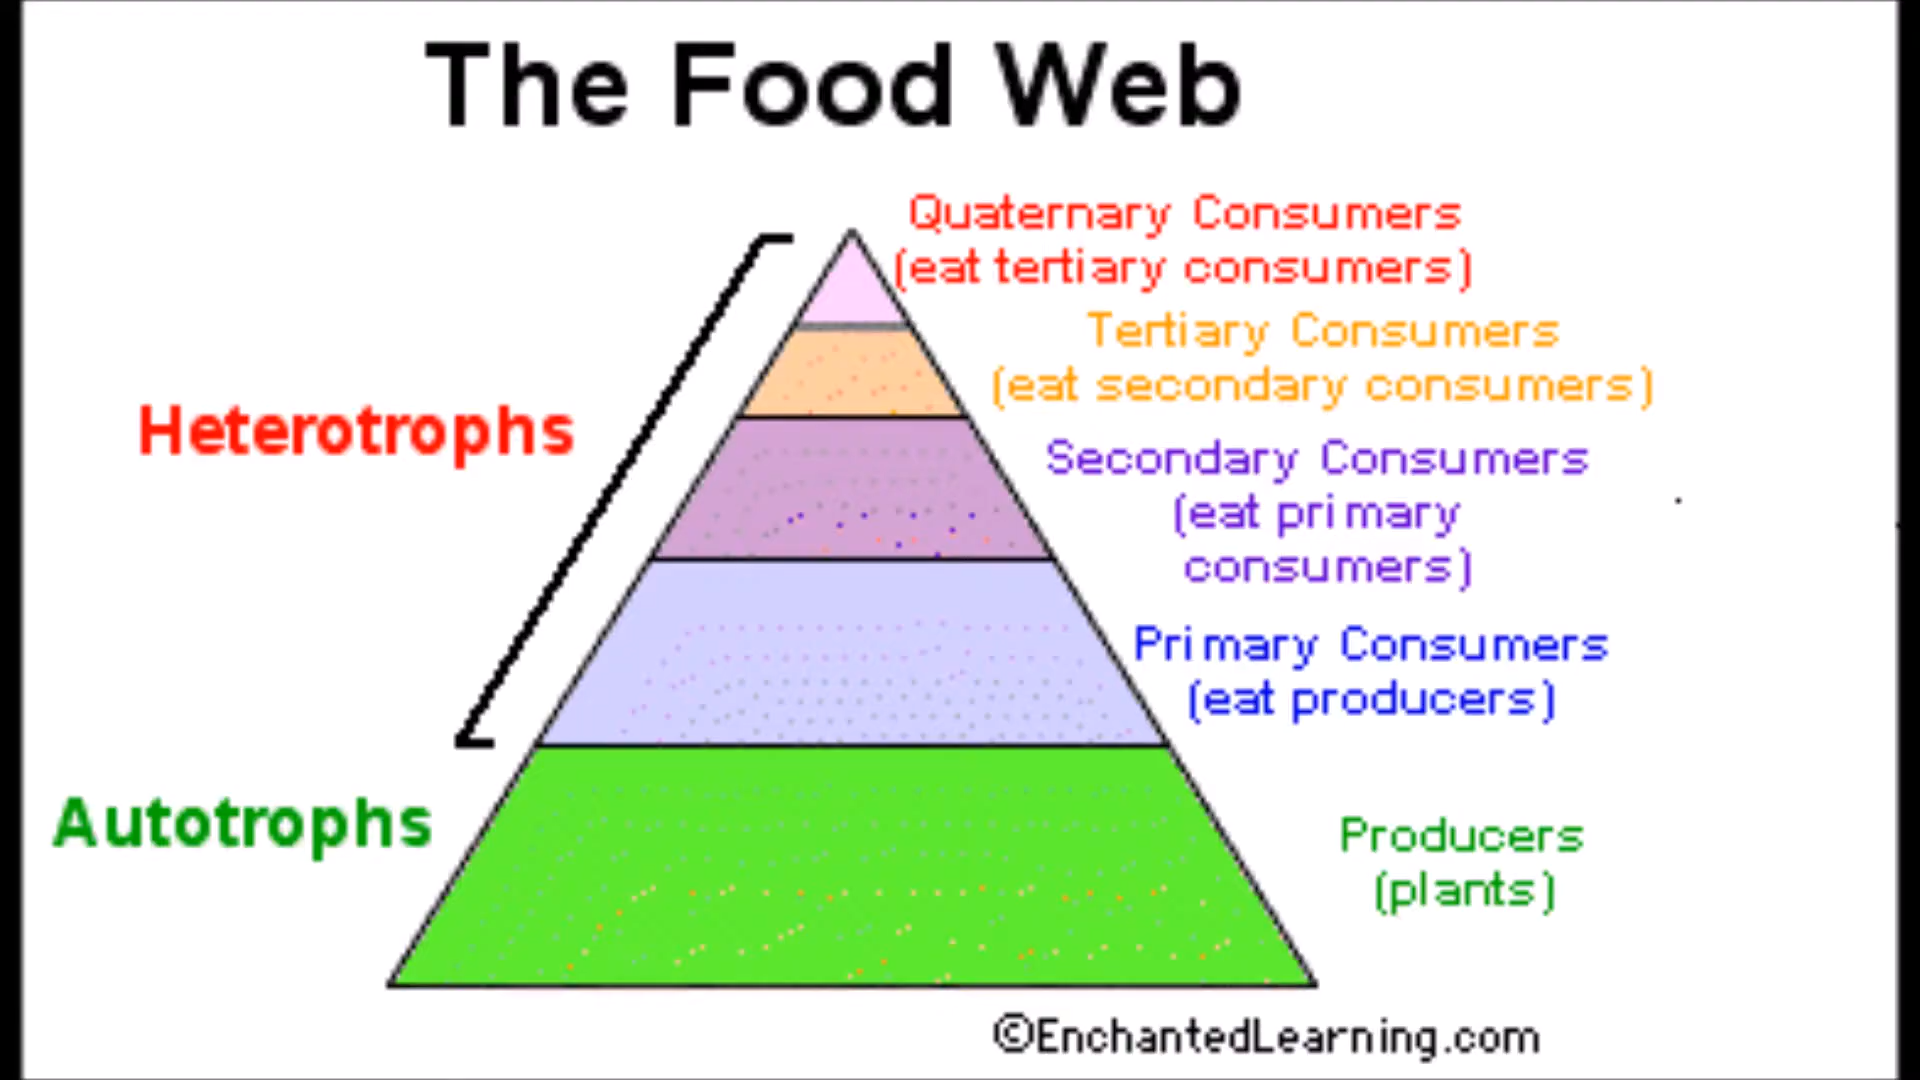 The Food Web
Quaternary Consumers
(eat tertiary consumers)
Tertiary Consumers
(eat secondary consumers)
Heterotrophs
Secondary Consumers
(eat primary
consumers)
Primary Consumers
(eat producers)
Autotrophs
Producers
(plants)
©EnchantedLearning.com